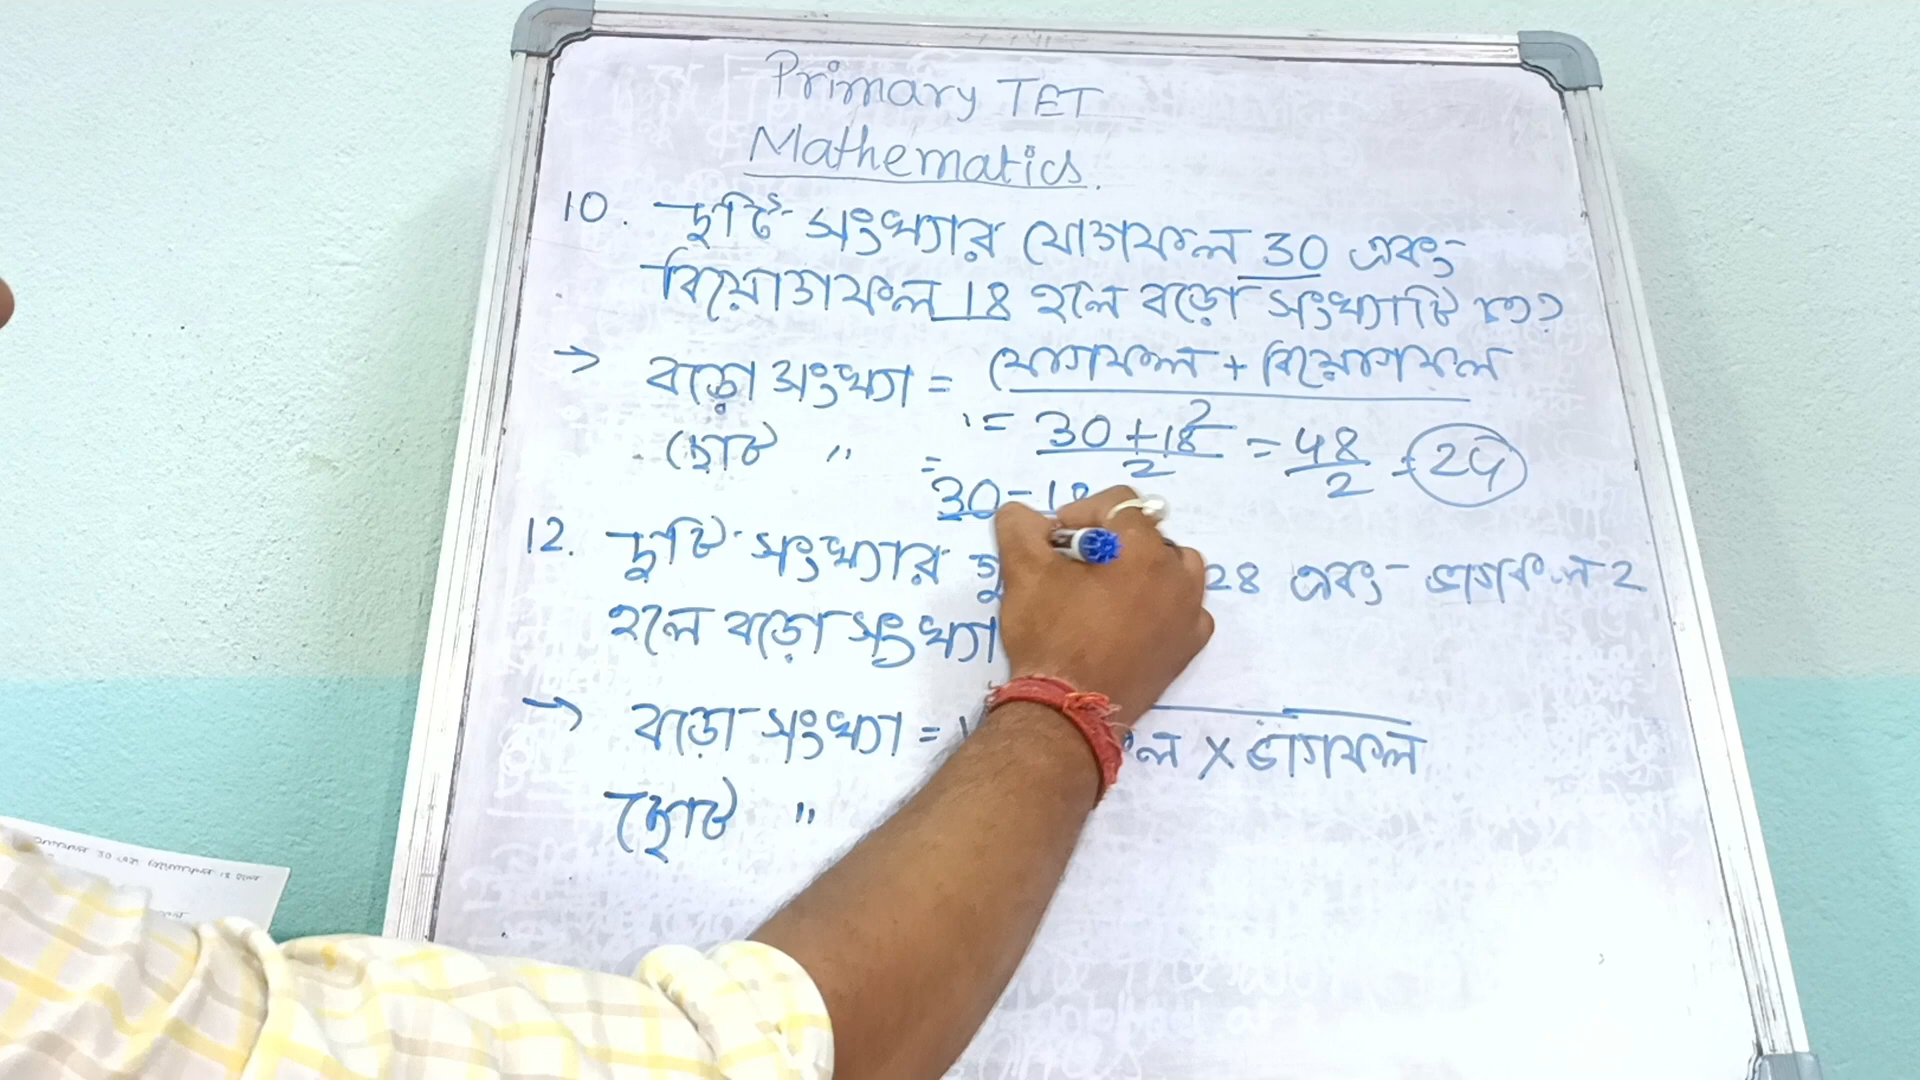 Primary TET
Mathematics.
10. দুটি সংখ্যার যোগফল 30 এবং
বিয়োগফল 18 হলে বড়ো সংখ্যাটি কত?
→ বড়ো সংখ্যা = যোগফল + বিয়োগফল
2
= 30 + 18 / 2 = 48 / 2 = 24
ছোট " =
30 - 18
12. দুটি সংখ্যার গু 28 এবং ভাগফল 2
হলে বড়ো সংখ্যা
→ বড়ো সংখ্যা = ল X ভাগফল
ছোট "